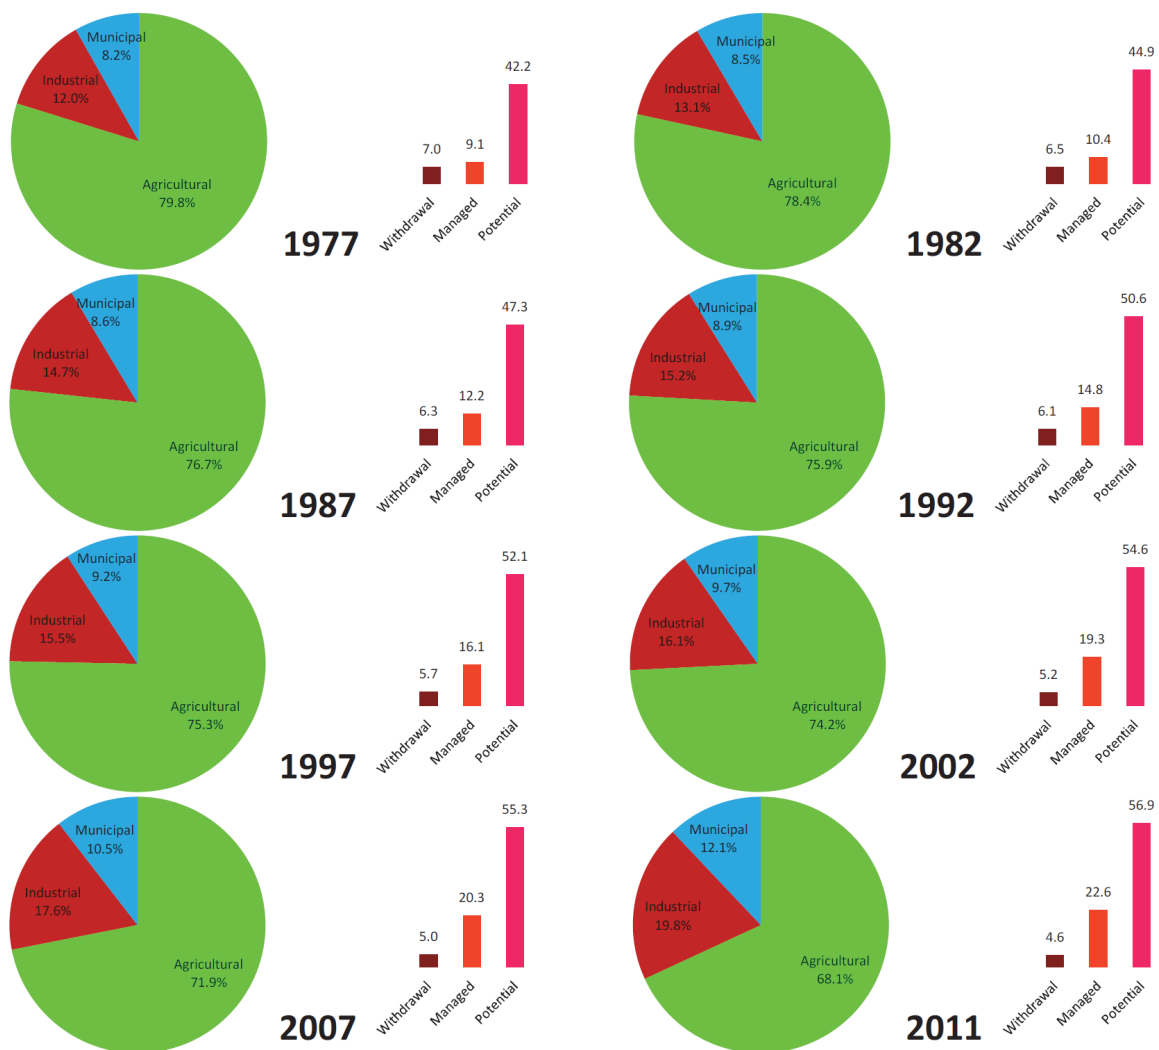 Municipal
8.2%
Industrial
12.0%
Agricultural
79.8%
1977
7.0
9.1
42.2
Withdrawal
Managed
Potential
Municipal
8.5%
Industrial
13.1%
Agricultural
78.4%
1982
6.5
10.4
44.9
Withdrawal
Managed
Potential
Municipal
8.6%
Industrial
14.7%
Agricultural
76.7%
1987
6.3
12.2
47.3
Withdrawal
Managed
Potential
Municipal
8.9%
Industrial
15.2%
Agricultural
75.9%
1992
6.1
14.8
50.6
Withdrawal
Managed
Potential
Municipal
9.2%
Industrial
15.5%
Agricultural
75.3%
1997
5.7
16.1
52.1
Withdrawal
Managed
Potential
Municipal
9.7%
Industrial
16.1%
Agricultural
74.2%
2002
5.2
19.3
54.6
Withdrawal
Managed
Potential
Municipal
10.5%
Industrial
17.6%
Agricultural
71.9%
2007
5.0
20.3
55.3
Withdrawal
Managed
Potential
Municipal
12.1%
Industrial
19.8%
Agricultural
68.1%
2011
4.6
22.6
56.9
Withdrawal
Managed
Potential